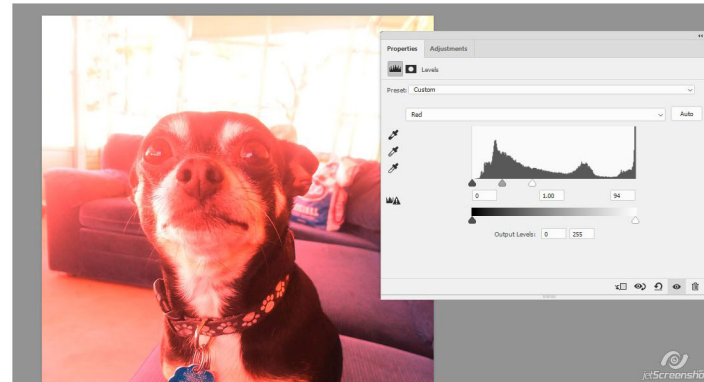 Properties Adjustments
Levels
Preset: Custom
Red Auto
0 1.00 94
Output Levels: 0 255
jetScreenshot